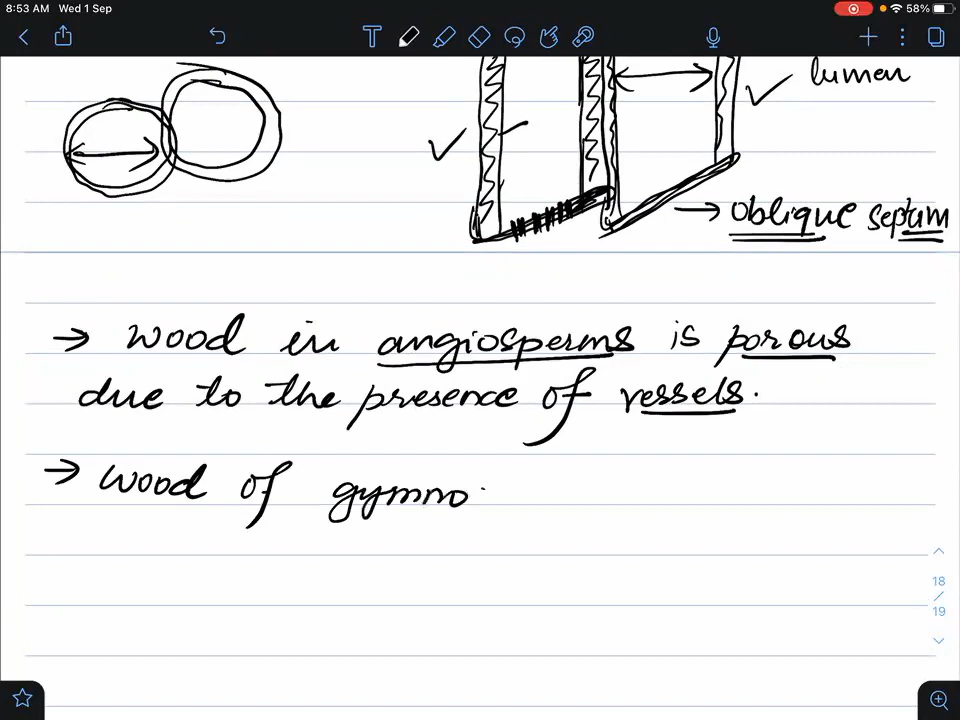 8:53 AM Wed 1 Sep
58%
T
lumen
→ oblique septum
→ wood in angiosperms is porous
due to the presence of vessels.
→ wood of gymno
18
/
19